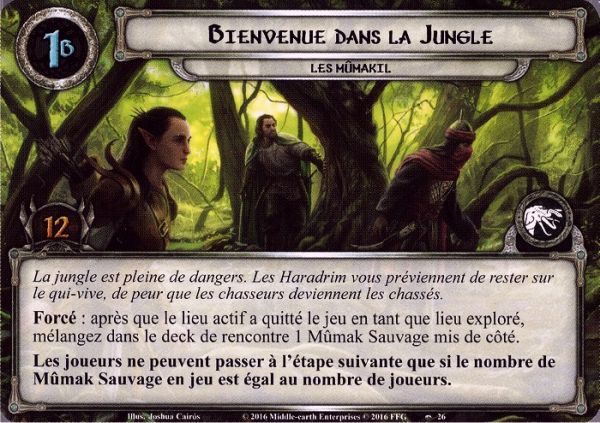 1B
BIENVENUE DANS LA JUNGLE
LES MÛMAKIL
12
La jungle est pleine de dangers. Les Haradrim vous préviennent de rester sur
le qui-vive, de peur que les chasseurs deviennent les chassés.
Forcé : après que le lieu actif a quitté le jeu en tant que lieu exploré,
mélangez dans le deck de rencontre 1 Mûmak Sauvage mis de côté.
Les joueurs ne peuvent passer à l'étape suivante que si le nombre de
Mûmak Sauvage en jeu est égal au nombre de joueurs.
Illus. Joshua Cairós © 2016 Middle-earth Enterprises © 2016 FFG 26